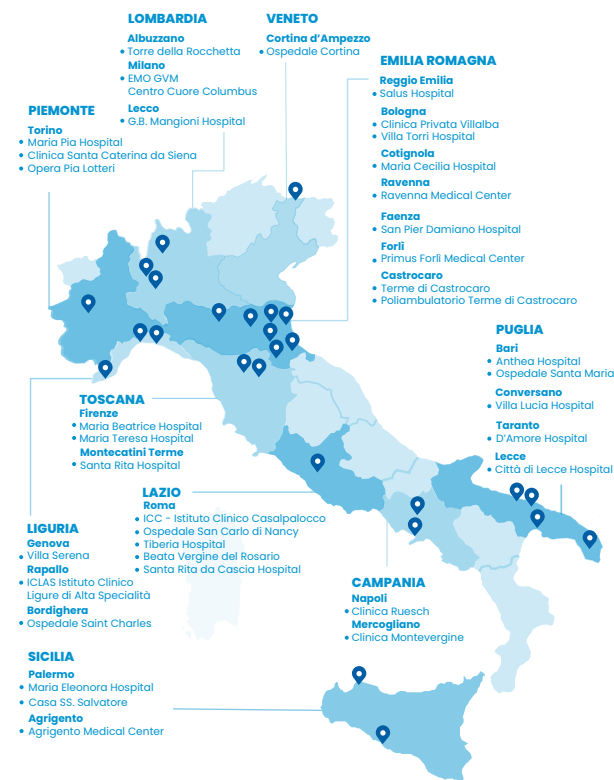 LOMBARDIA
Albuzzano
• Torre della Rocchetta
Milano
• EMO GVM
Centro Cuore Columbus
Lecco
• G.B. Mangioni Hospital
VENETO
Cortina d’Ampezzo
• Ospedale Cortina
EMILIA ROMAGNA
Reggio Emilia
• Salus Hospital
Bologna
• Clinica Privata Villalba
• Villa Torri Hospital
Cotignola
• Maria Cecilia Hospital
Ravenna
• Ravenna Medical Center
Faenza
• San Pier Damiano Hospital
Forlì
• Primus Forlì Medical Center
Castrocaro
• Terme di Castrocaro
• Poliambulatorio Terme di Castrocaro
PIEMONTE
Torino
• Maria Pia Hospital
• Clinica Santa Caterina da Siena
• Opera Pia Lotteri
PUGLIA
Bari
• Anthea Hospital
• Ospedale Santa Maria
Conversano
• Villa Lucia Hospital
Taranto
• D’Amore Hospital
Lecce
• Città di Lecce Hospital
TOSCANA
Firenze
• Maria Beatrice Hospital
• Maria Teresa Hospital
Montecatini Terme
• Santa Rita Hospital
LAZIO
Roma
• ICC - Istituto Clinico Casalpalocco
• Ospedale San Carlo di Nancy
• Tiberia Hospital
• Beata Vergine del Rosario
• Santa Rita da Cascia Hospital
LIGURIA
Genova
• Villa Serena
Rapallo
• ICLAS Istituto Clinico
Ligure di Alta Specialità
Bordighera
• Ospedale Saint Charles
CAMPANIA
Napoli
• Clinica Ruesch
Mercogliano
• Clinica Montevergine
SICILIA
Palermo
• Maria Eleonora Hospital
• Casa SS. Salvatore
Agrigento
• Agrigento Medical Center